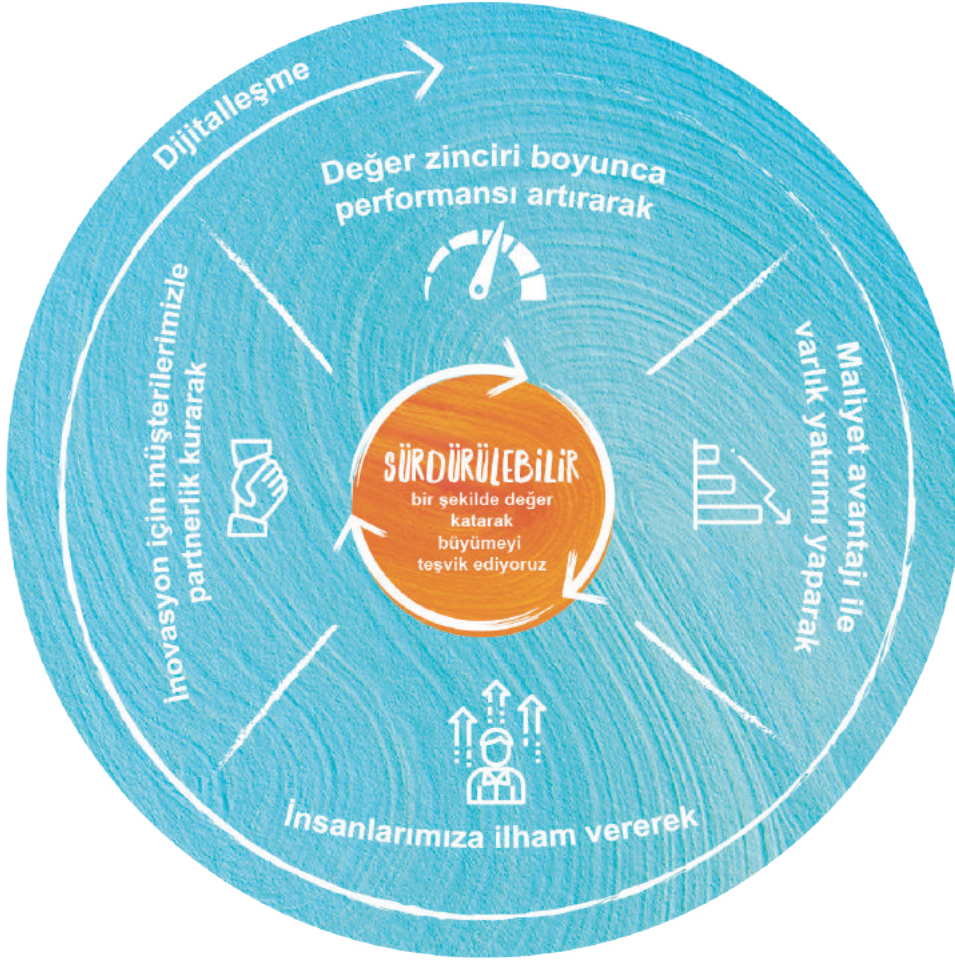 Dijitalleşme
Değer zinciri boyunca
performansı artırarak
Maliyet avantajı ile
varlık yatırımı yaparak
İnsanlarımıza ilham vererek
İnovasyon için müşterilerimizle
partnerlik kurarak
SÜRDÜRÜLEBİLİR
bir şekilde değer
katarak
büyümeyi
teşvik ediyoruz